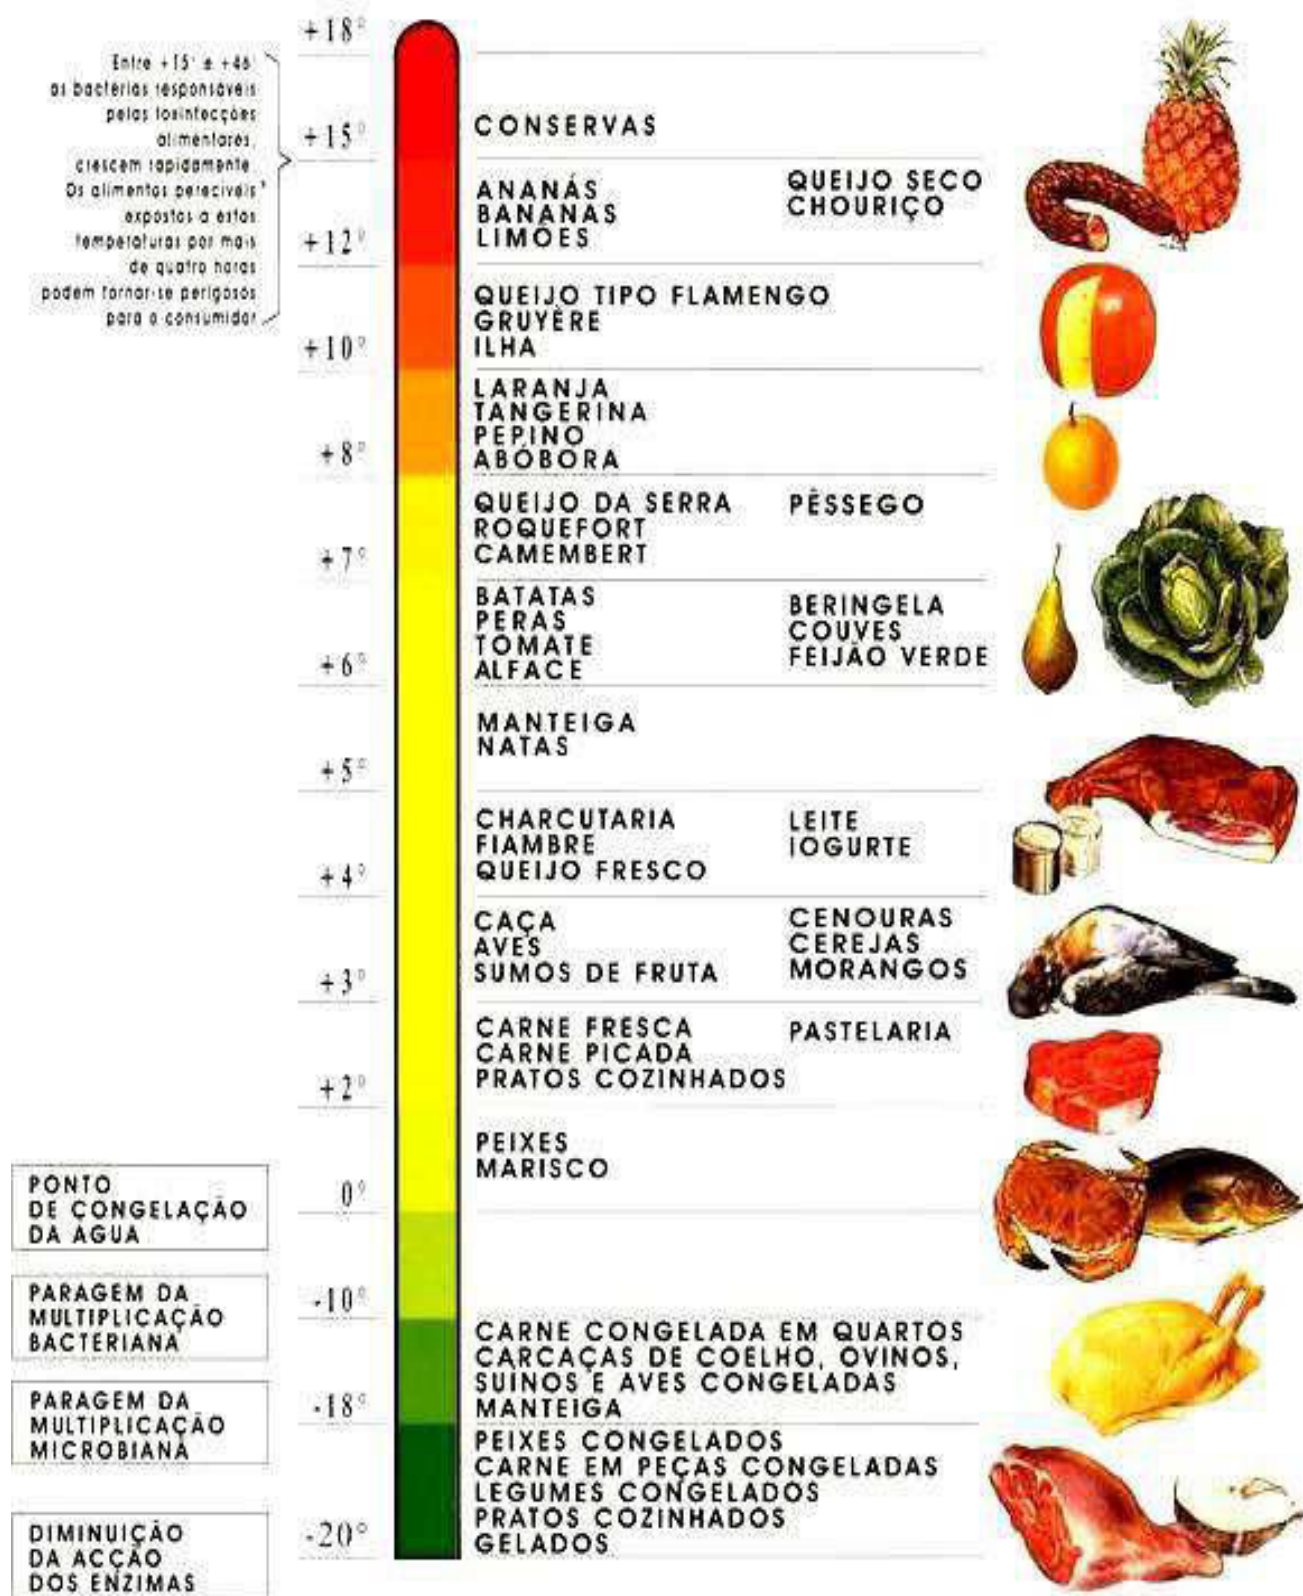 +18°
Entre +15° e +46°
as bactérias responsáveis
pelas toxinfecções
alimentares,
crescem rapidamente.
Os alimentos perecíveis
expostos a estas
temperaturas por mais
de quatro horas
podem tornar-se perigosos
para o consumidor
CONSERVAS
+15°
ANANÁS
BANANAS
LIMÕES
QUEIJO SECO
CHOURIÇO
+12°
QUEIJO TIPO FLAMENGO
GRUYÈRE
ILHA
+10°
LARANJA
TANGERINA
PEPINO
ABÓBORA
+8°
QUEIJO DA SERRA
ROQUEFORT
CAMEMBERT
PÊSSEGO
+7°
BATATAS
PERAS
TOMATE
ALFACE
BERINGELA
COUVES
FEIJÃO VERDE
+6°
MANTEIGA
NATAS
+5°
CHARCUTARIA
FIAMBRE
QUEIJO FRESCO
LEITE
IOGURTE
+4°
CAÇA
AVES
SUMOS DE FRUTA
CENOURAS
CEREJAS
MORANGOS
+3°
CARNE FRESCA
CARNE PICADA
PRATOS COZINHADOS
PASTELARIA
+2°
PEIXES
MARISCO
0°
PONTO
DE CONGELAÇÃO
DA AGUA
-10°
PARAGEM DA
MULTIPLICAÇÃO
BACTERIANA
CARNE CONGELADA EM QUARTOS
CARCAÇAS DE COELHO, OVINOS,
SUINOS E AVES CONGELADAS
MANTEIGA
-18°
PARAGEM DA
MULTIPLICAÇÃO
MICROBIANA
PEIXES CONGELADOS
CARNE EM PEÇAS CONGELADAS
LEGUMES CONGELADOS
PRATOS COZINHADOS
GELADOS
-20°
DIMINUIÇÃO
DA ACÇÃO
DOS ENZIMAS